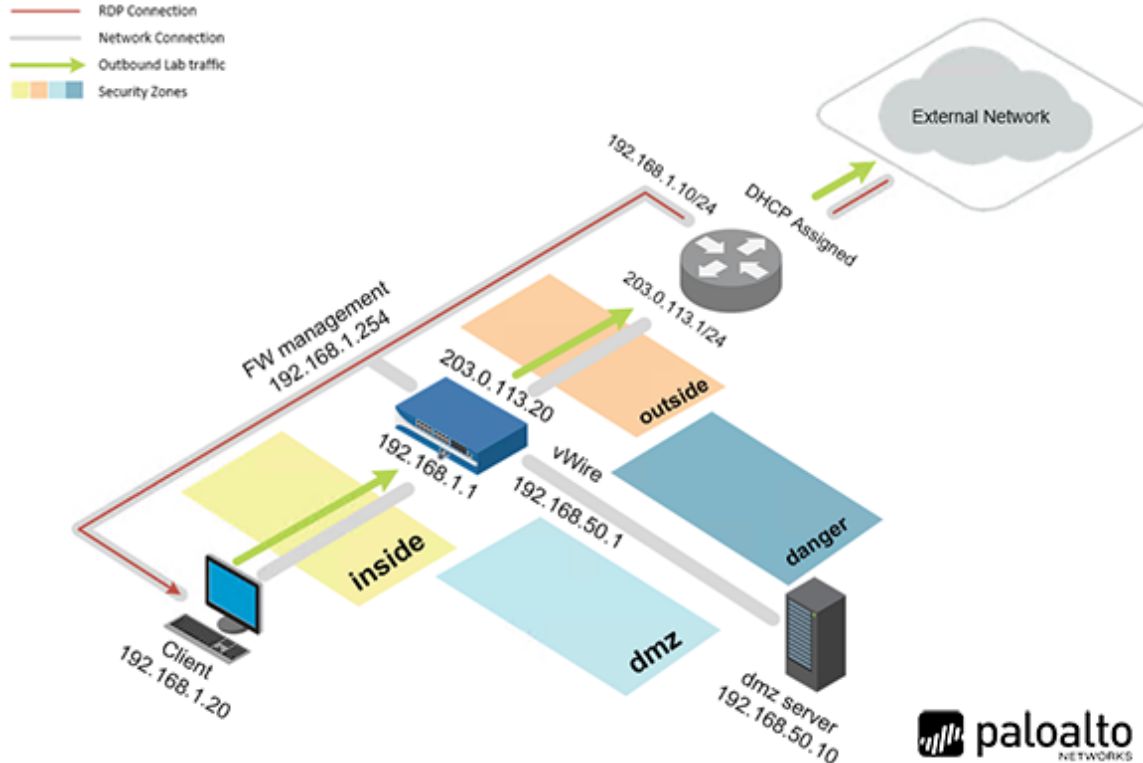 RDP Connection
Network Connection
Outbound Lab traffic
Security Zones
External Network
192.168.1.10/24
DHCP Assigned
203.0.113.1/24
FW management
192.168.1.254
203.0.113.20
outside
192.168.1.1
vWire
192.168.50.1
danger
inside
dmz
Client
192.168.1.20
dmz server
192.168.50.10
paloalto
NETWORKS